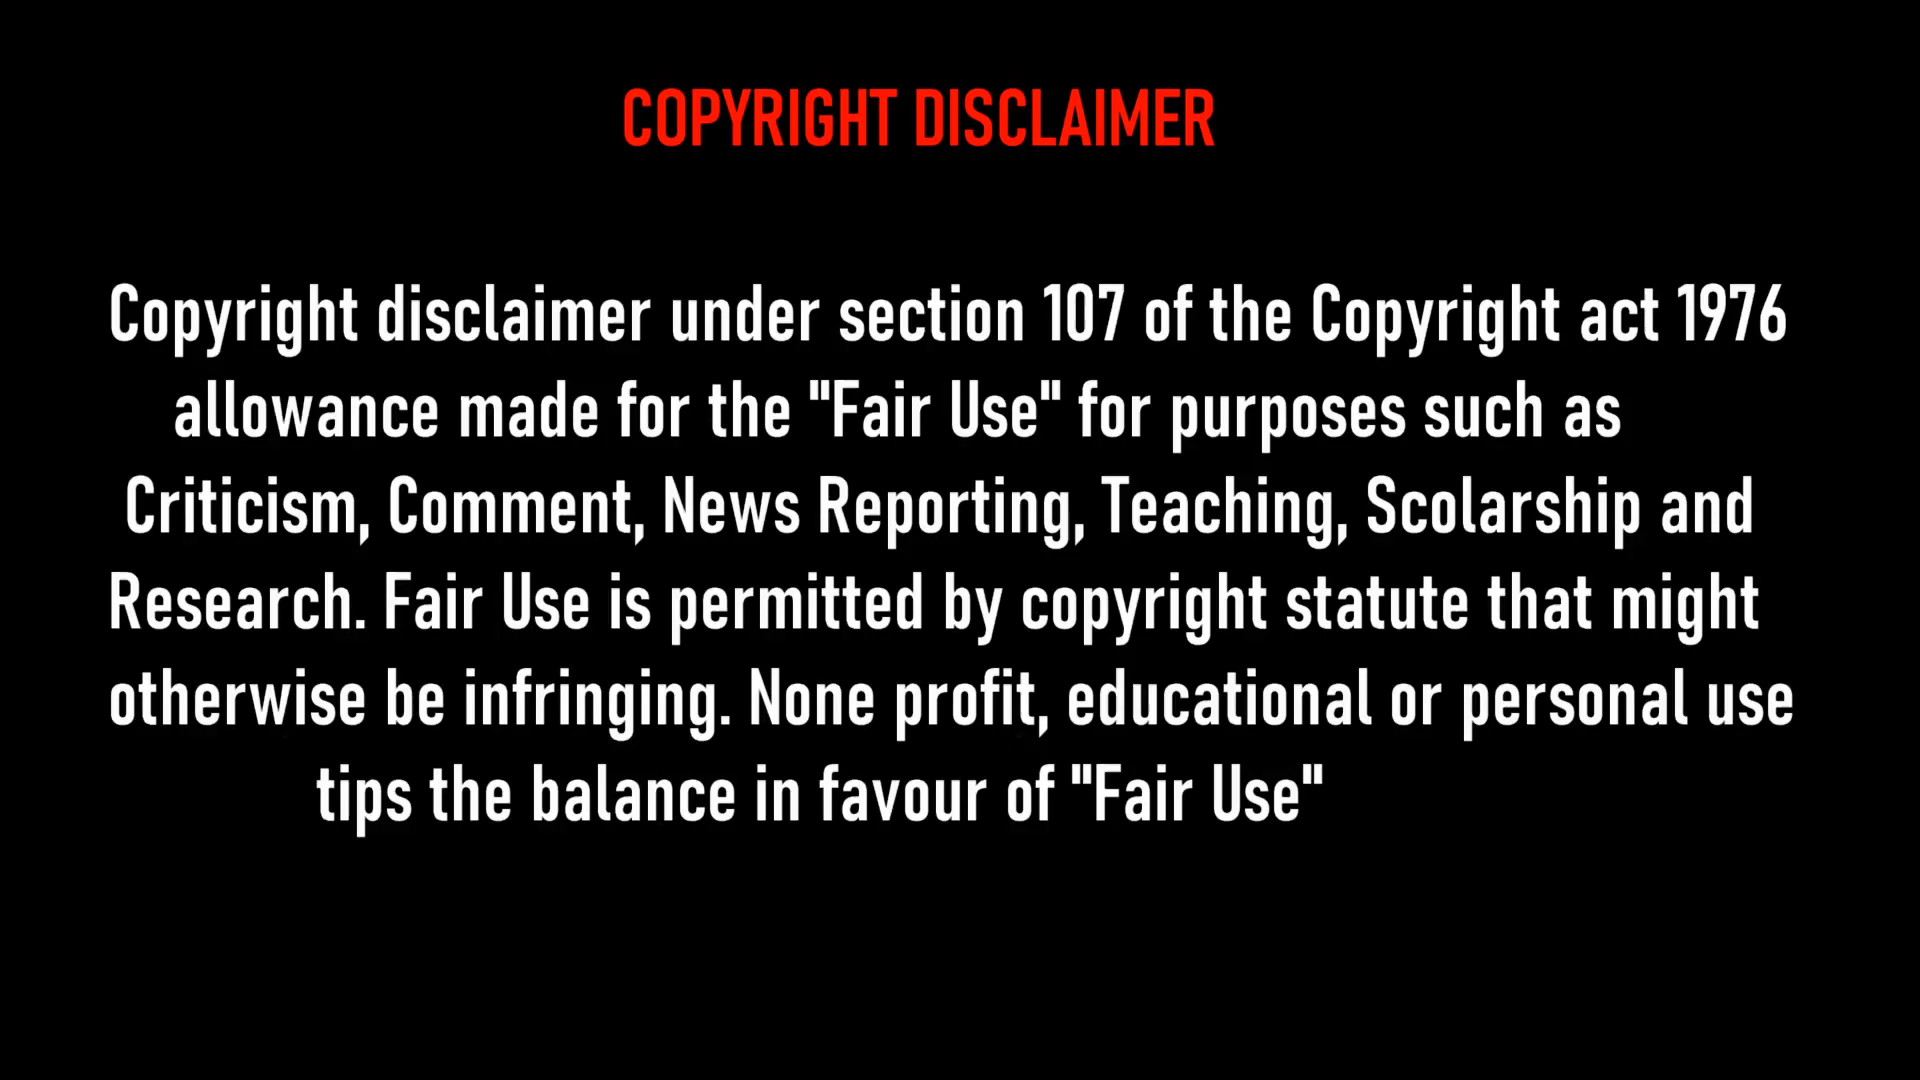 COPYRIGHT DISCLAIMER
Copyright disclaimer under section 107 of the Copyright act 1976
allowance made for the "Fair Use" for purposes such as
Criticism, Comment, News Reporting, Teaching, Scolarship and
Research. Fair Use is permitted by copyright statute that might
otherwise be infringing. None profit, educational or personal use
tips the balance in favour of "Fair Use"